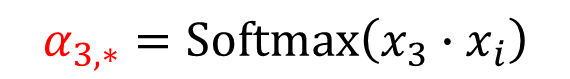 α₃,∗ = Softmax(x₃ · xᵢ)